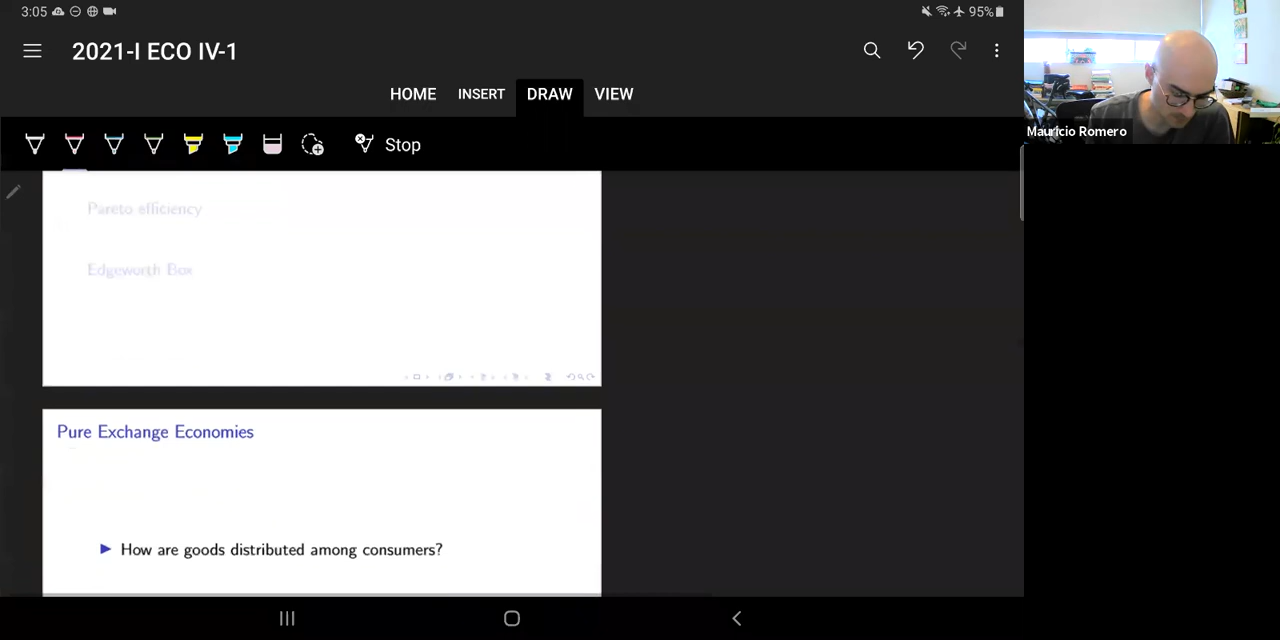 3:05
95%
2021-I ECO IV-1
HOME INSERT DRAW VIEW
Stop
Mauricio Romero
Pareto efficiency
Edgeworth Box
Pure Exchange Economies
How are goods distributed among consumers?